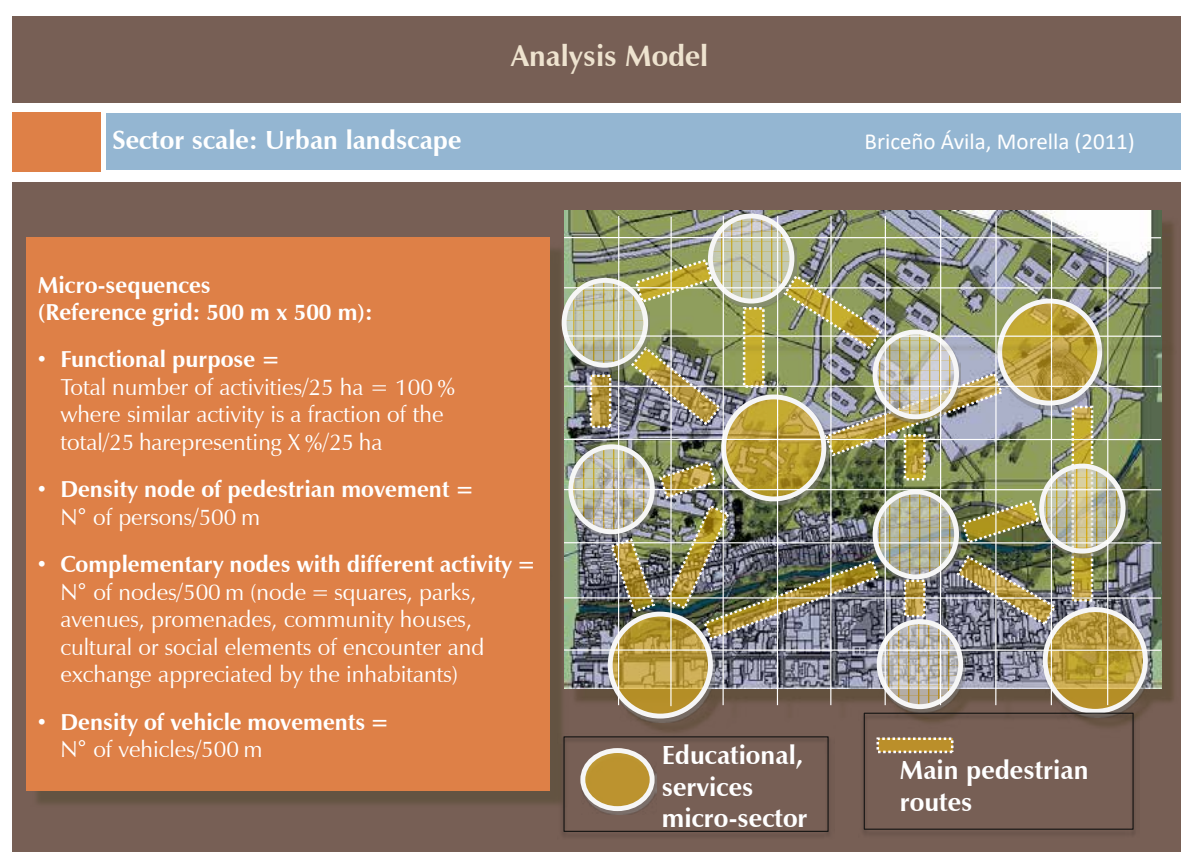 Analysis Model
Sector scale: Urban landscape
Briceño Ávila, Morella (2011)
Micro-sequences
(Reference grid: 500 m x 500 m):
• Functional purpose =
Total number of activities/25 ha = 100 %
where similar activity is a fraction of the
total/25 harepresenting X %/25 ha
• Density node of pedestrian movement =
N° of persons/500 m
• Complementary nodes with different activity =
N° of nodes/500 m (node = squares, parks,
avenues, promenades, community houses,
cultural or social elements of encounter and
exchange appreciated by the inhabitants)
• Density of vehicle movements =
N° of vehicles/500 m
Educational,
services
micro-sector
Main pedestrian
routes